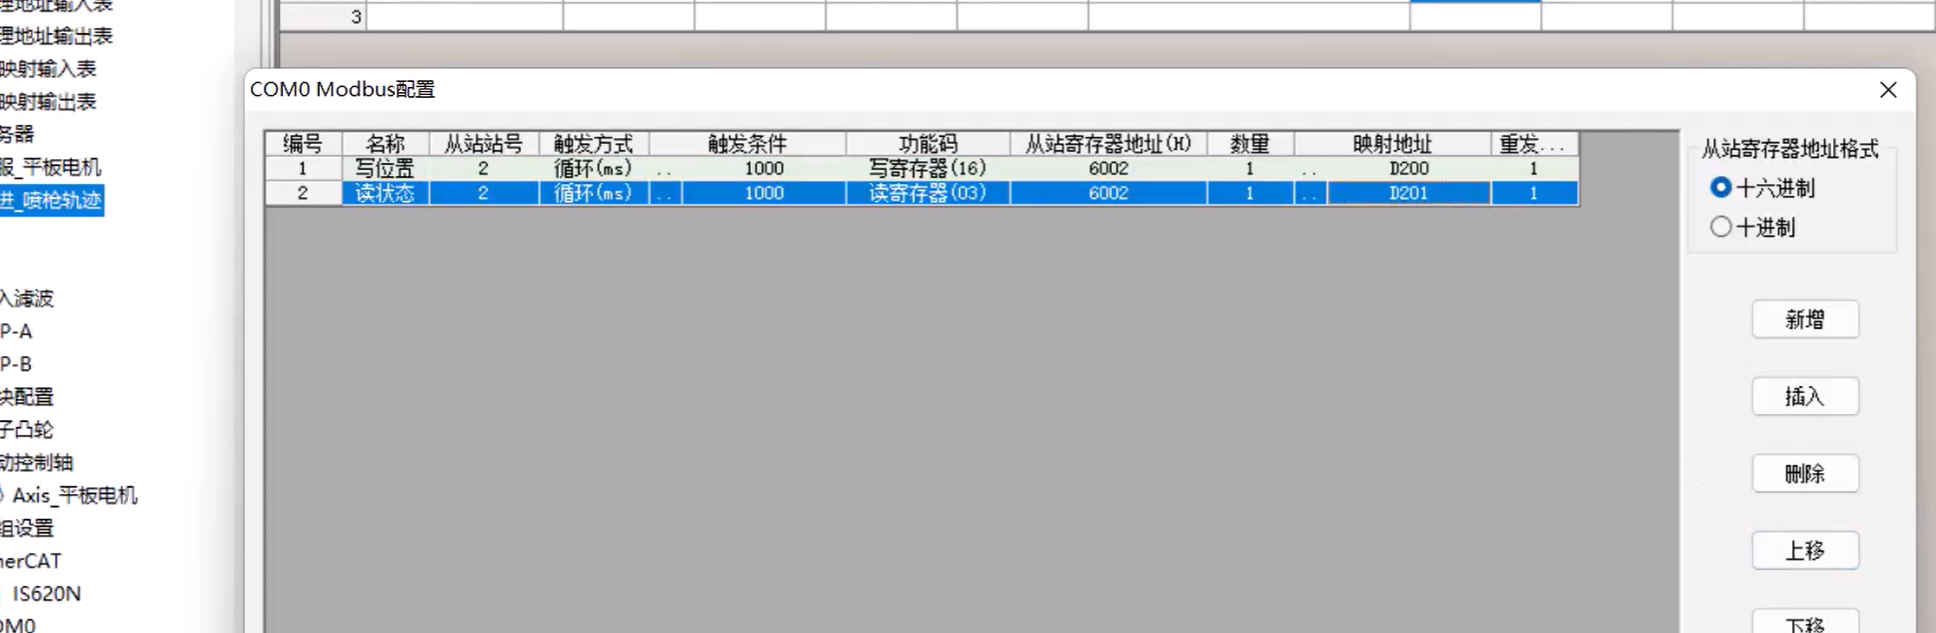 理地址输入表
3
理地址输出表
映射输入表
映射输出表
务器
服_平板电机
进_喷枪轨迹
入滤波
P-A
P-B
块配置
子凸轮
动控制轴
Axis_平板电机
组设置
herCAT
IS620N
OM0
COM0 Modbus配置
编号 名称 从站站号 触发方式 触发条件 功能码 从站寄存器地址(H) 数量 映射地址 重发...
1 写位置 2 循环(ms) .. 1000 写寄存器(16) 6002 1 .. D200 1
2 读状态 2 循环(ms) .. 1000 读寄存器(03) 6002 1 .. D201 1
从站寄存器地址格式
十六进制
十进制
新增
插入
删除
上移
下移